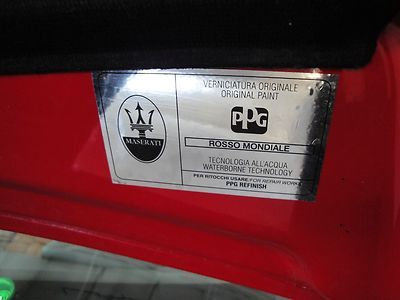 VERNICIATURA ORIGINALE
ORIGINAL PAINT
PPG
MASERATI
ROSSO MONDIALE
TECNOLOGIA ALL'ACQUA
WATERBORNE TECHNOLOGY
PER RITOCCHI USARE/FOR REPAIR WORKS
PPG REFINISH